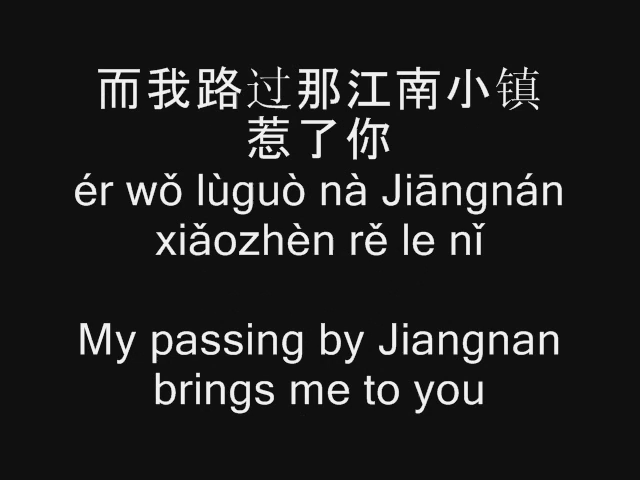 而我路过那江南小镇
惹了你
ér wǒ lùguò nà Jiāngnán
xiǎozhèn rě le nǐ
My passing by Jiangnan
brings me to you